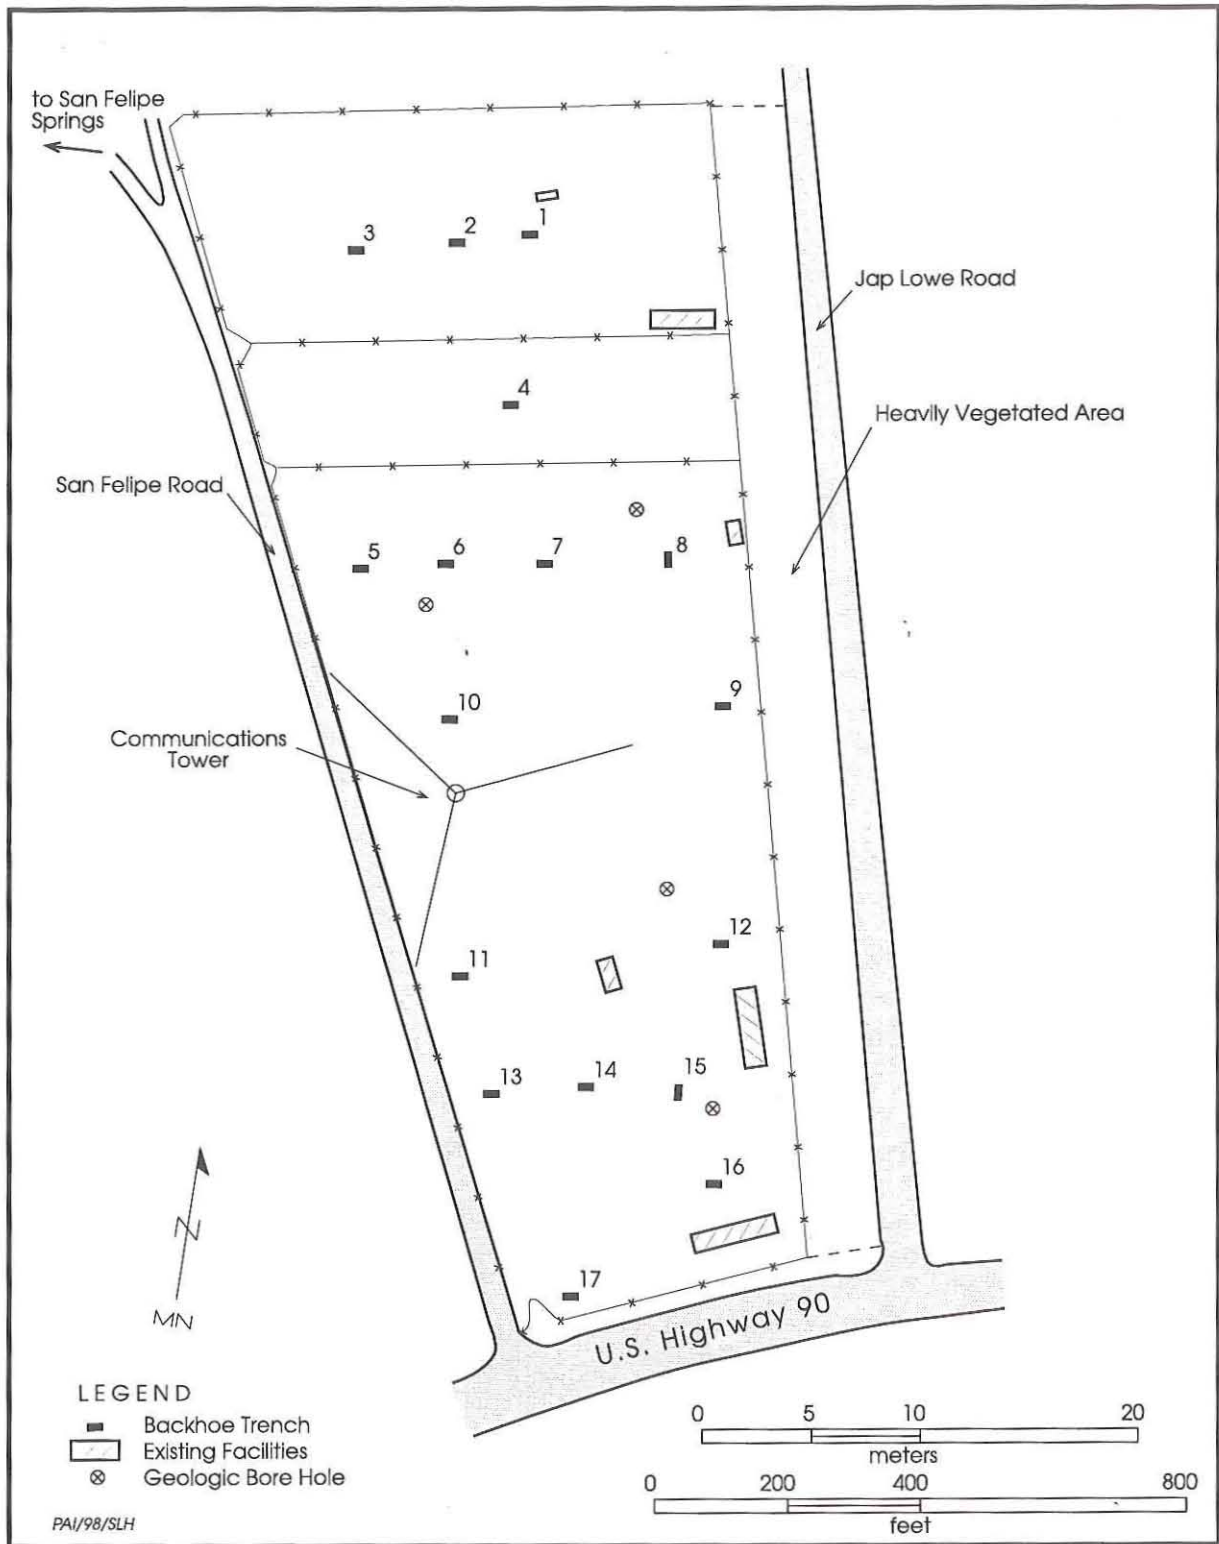 to San Felipe
Springs
1
2
3
Jap Lowe Road
4
Heavily Vegetated Area
San Felipe Road
5
6
7
8
9
10
Communications
Tower
11
12
13
14
15
16
17
N
MN
U.S. Highway 90
LEGEND
Backhoe Trench
Existing Facilities
Geologic Bore Hole
0 5 10 20
meters
0 200 400 800
feet
PAI/98/SLH